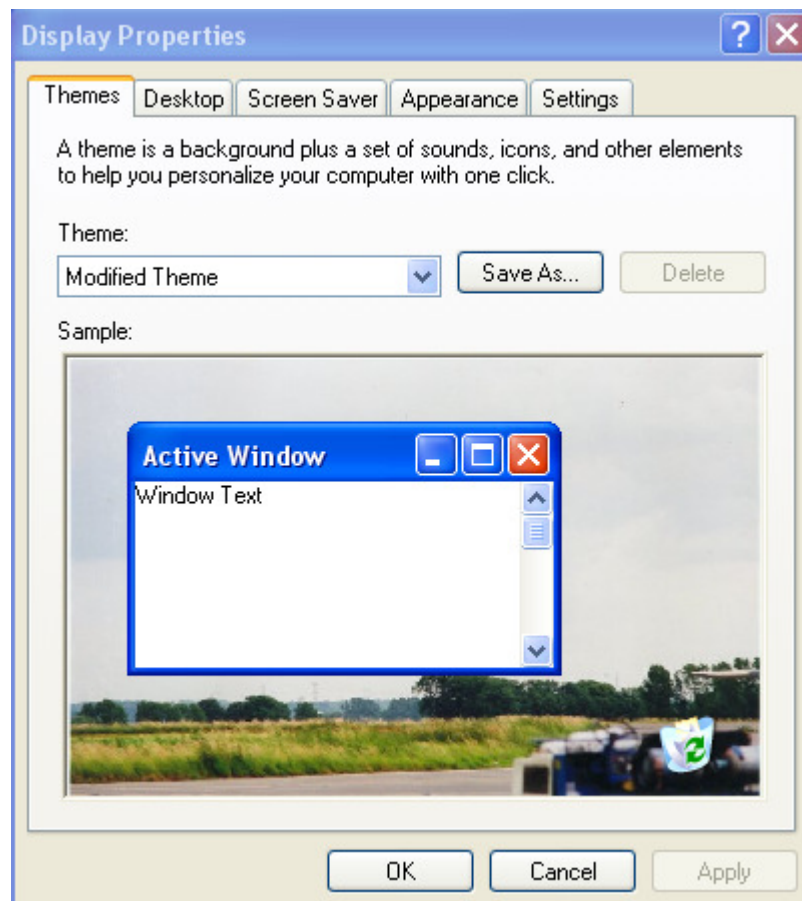 Display Properties
Themes Desktop Screen Saver Appearance Settings
A theme is a background plus a set of sounds, icons, and other elements
to help you personalize your computer with one click.
Theme:
Modified Theme Save As... Delete
Sample:
Active Window
Window Text
OK Cancel Apply